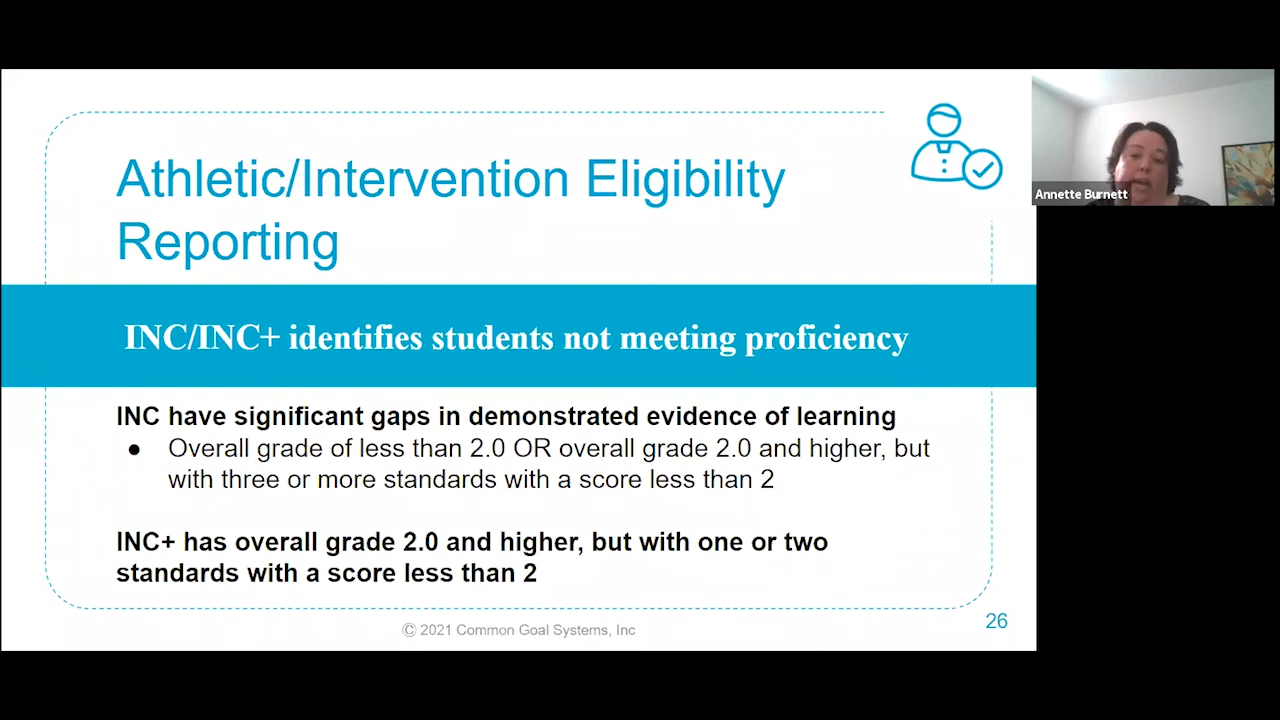 Athletic/Intervention Eligibility
Reporting
INC/INC+ identifies students not meeting proficiency
INC have significant gaps in demonstrated evidence of learning
● Overall grade of less than 2.0 OR overall grade 2.0 and higher, but
with three or more standards with a score less than 2
INC+ has overall grade 2.0 and higher, but with one or two
standards with a score less than 2
© 2021 Common Goal Systems, Inc
26
Annette Burnett